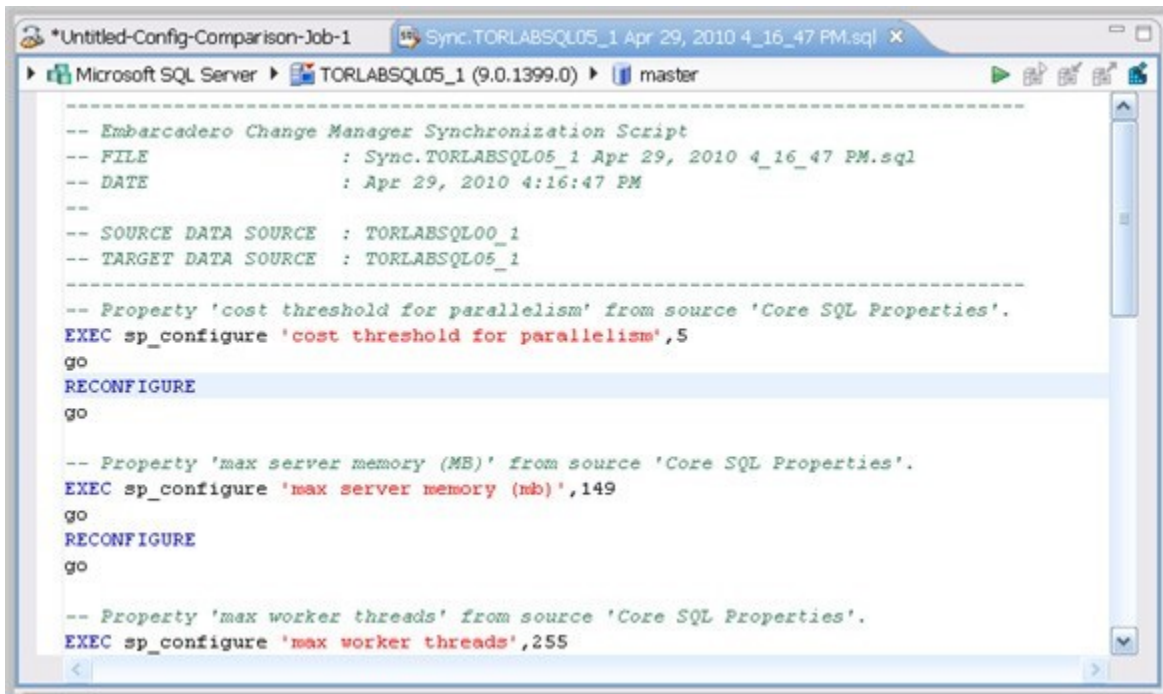 *Untitled-Config-Comparison-Job-1 Sync.TORLABSQL05_1 Apr 29, 2010 4_16_47 PM.sql
Microsoft SQL Server TORLABSQL05_1 (9.0.1399.0) master
--------------------------------------------------------------------------------
-- Embarcadero Change Manager Synchronization Script
-- FILE : Sync.TORLABSQL05_1 Apr 29, 2010 4_16_47 PM.sql
-- DATE : Apr 29, 2010 4:16:47 PM
--
-- SOURCE DATA SOURCE : TORLABSQL00_1
-- TARGET DATA SOURCE : TORLABSQL05_1
--------------------------------------------------------------------------------
-- Property 'cost threshold for parallelism' from source 'Core SQL Properties'.
EXEC sp_configure 'cost threshold for parallelism',5
go
RECONFIGURE
go
-- Property 'max server memory (MB)' from source 'Core SQL Properties'.
EXEC sp_configure 'max server memory (mb)',149
go
RECONFIGURE
go
-- Property 'max worker threads' from source 'Core SQL Properties'.
EXEC sp_configure 'max worker threads',255